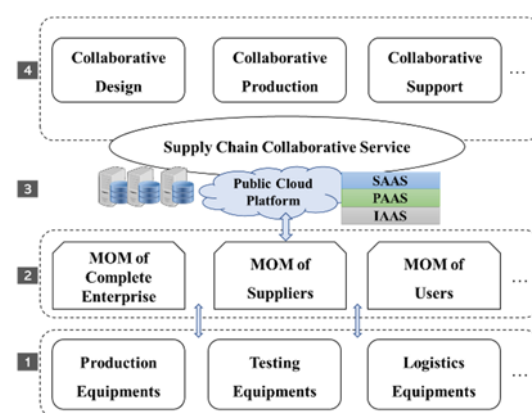 4
Collaborative
Design
Collaborative
Production
Collaborative
Support
...
Supply Chain Collaborative Service
3
Public Cloud
Platform
SAAS
PAAS
IAAS
2
MOM of
Complete
Enterprise
MOM of
Suppliers
MOM of
Users
...
1
Production
Equipments
Testing
Equipments
Logistics
Equipments
...